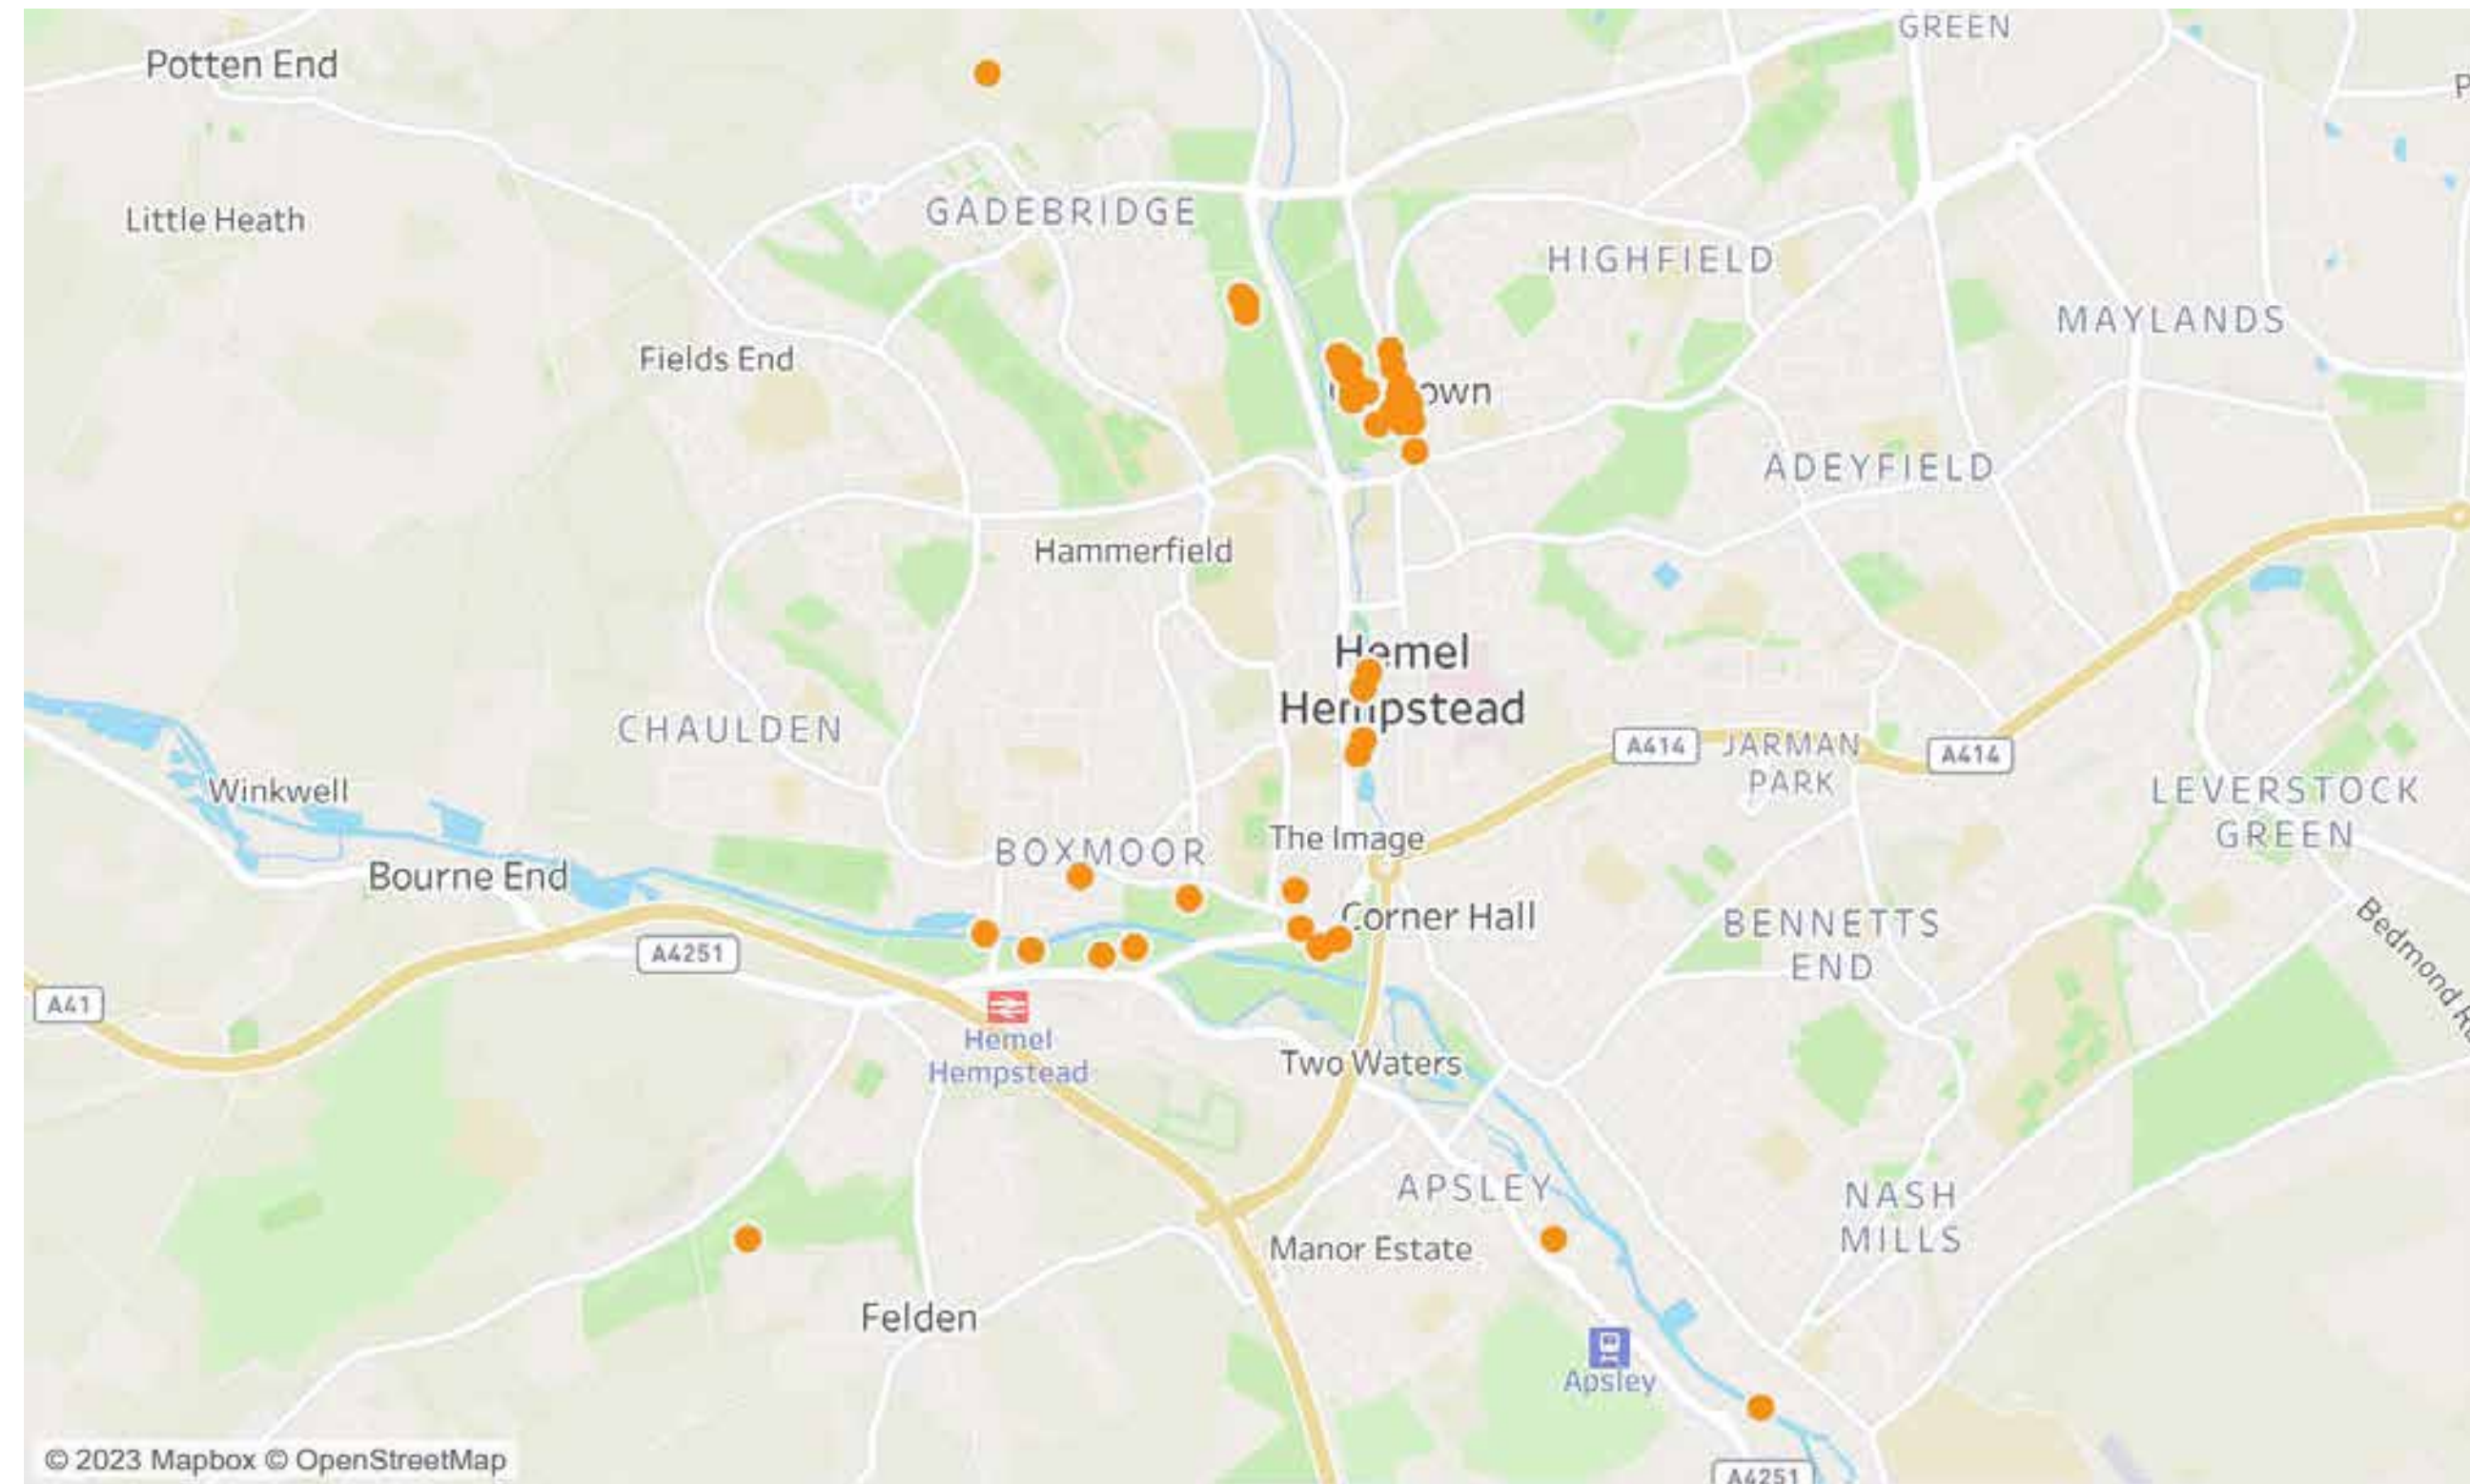 GREEN
Potten End
Little Heath
GADEBRIDGE
HIGHFIELD
MAYLANDS
Fields End
own
ADEYFIELD
Hammerfield
Hemel
Hempstead
CHAULDEN
A414
JARMAN
PARK
A414
Winkwell
LEVERSTOCK
GREEN
The Image
BOXMOOR
Bourne End
Corner Hall
BENNETTS
END
Bedmond
A4251
A41
Hemel
Hempstead
Two Waters
APSLEY
NASH
MILLS
Manor Estate
Felden
Apsley
© 2023 Mapbox © OpenStreetMap
A4251